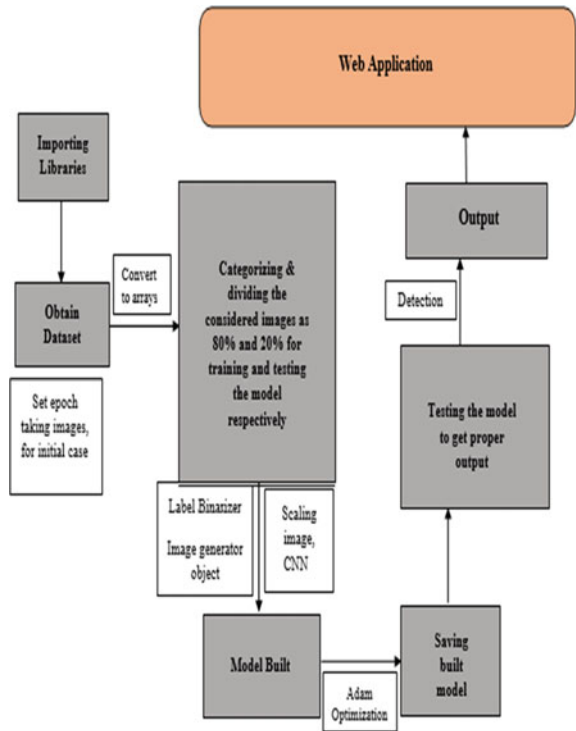 Web Application
Importing
Libraries
Convert
to arrays
Obtain
Dataset
Set epoch
taking images,
for initial case
Categorizing &
dividing the
considered images as
80% and 20% for
training and testing
the model
respectively
Label Binarizer
Image generator
object
Scaling
image,
CNN
Model Built
Adam
Optimization
Saving
built
model
Testing the model
to get proper
output
Detection
Output